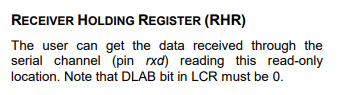 RECEIVER HOLDING REGISTER (RHR)
The user can get the data received through the
serial channel (pin rxd) reading this read-only
location. Note that DLAB bit in LCR must be 0.